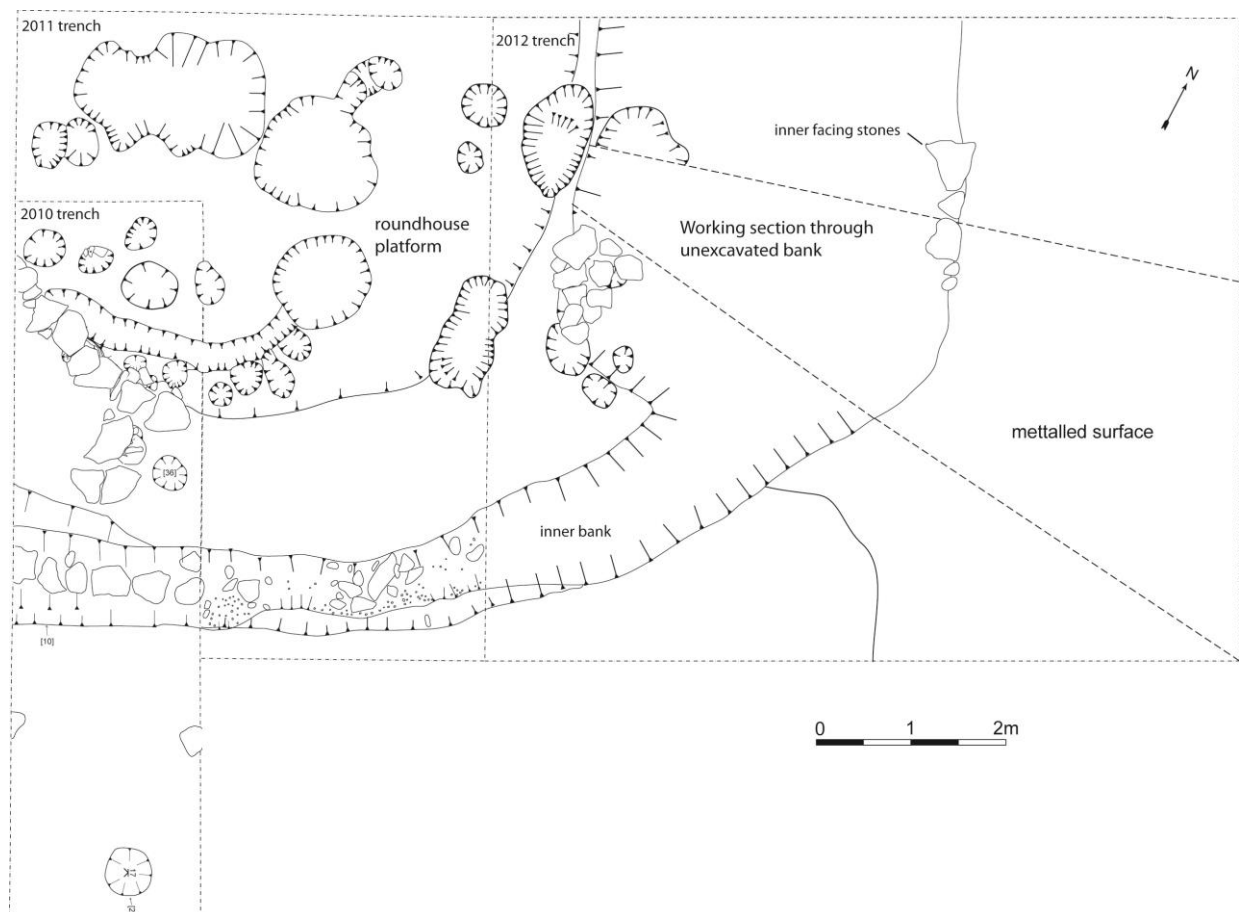 2011 trench
2012 trench
N
inner facing stones
2010 trench
roundhouse
platform
Working section through
unexcavated bank
mettalled surface
[36]
inner bank
[10]
0 1 2m